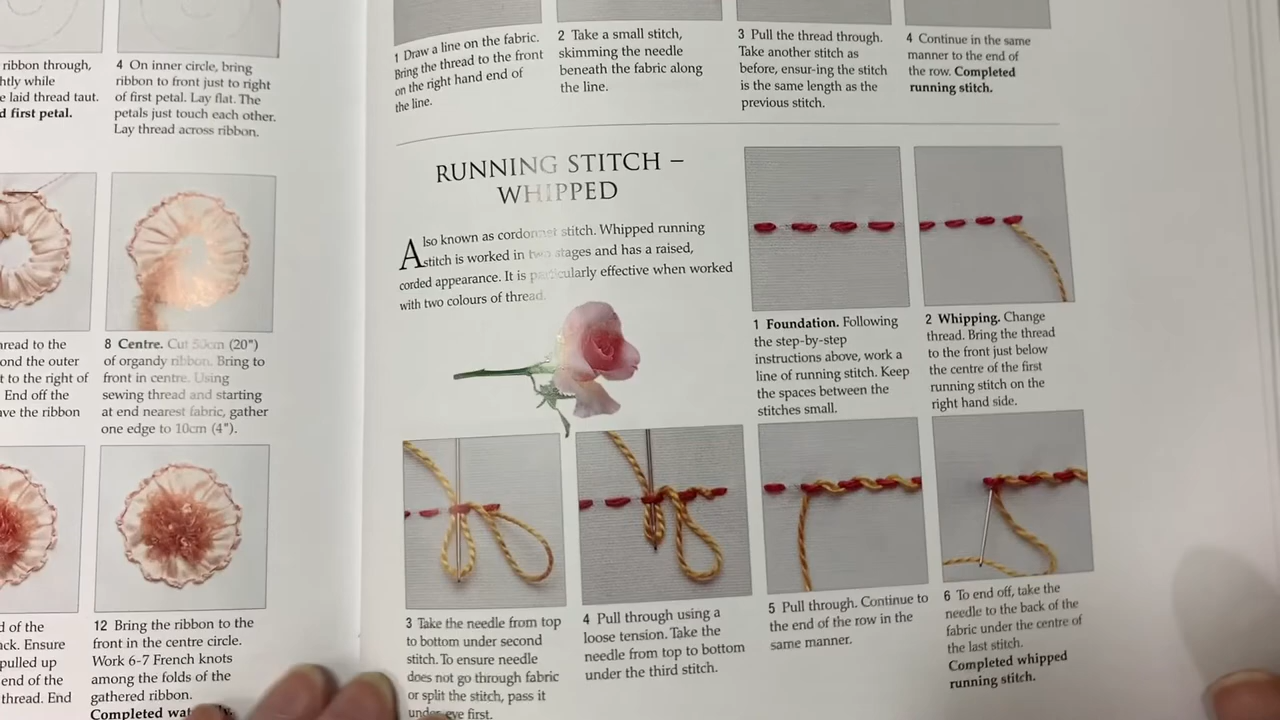 ribbon through,
htly while
e laid thread taut.
d first petal.
4 On inner circle, bring
ribbon to front just to right
of first petal. Lay flat. The
petals just touch each other.
Lay thread across ribbon.
hread to the
ond the outer
t to the right of
End off the
ve the ribbon
8 Centre. Cut 50cm (20")
of organdy ribbon. Bring to
front in centre. Using
sewing thread and starting
at end nearest fabric, gather
one edge to 10cm (4").
d of the
ck. Ensure
pulled up
end of the
thread. End
12 Bring the ribbon to the
front in the centre circle.
Work 6-7 French knots
among the folds of the
gathered ribbon.
Completed
1 Draw a line on the fabric.
Bring the thread to the front
on the right hand end of
the line.
2 Take a small stitch,
skimming the needle
beneath the fabric along
the line.
3 Pull the thread through.
Take another stitch as
before, ensur-ing the stitch
is the same length as the
previous stitch.
4 Continue in the same
manner to the end of
the row. Completed
running stitch.
RUNNING STITCH –
WHIPPED
Also known as cordonnet stitch. Whipped running
stitch is worked in two stages and has a raised,
corded appearance. It is particularly effective when worked
with two colours of thread.
1 Foundation. Following
the step-by-step
instructions above, work a
line of running stitch. Keep
the spaces between the
stitches small.
2 Whipping. Change
thread. Bring the thread
to the front just below
the centre of the first
running stitch on the
right hand side.
3 Take the needle from top
to bottom under second
stitch. To ensure needle
does not go through fabric
or split the stitch, pass it
under eye first.
4 Pull through using a
loose tension. Take the
needle from top to bottom
under the third stitch.
5 Pull through. Continue to
the end of the row in the
same manner.
6 To end off, take the
needle to the back of the
fabric under the centre of
the last stitch.
Completed whipped
running stitch.